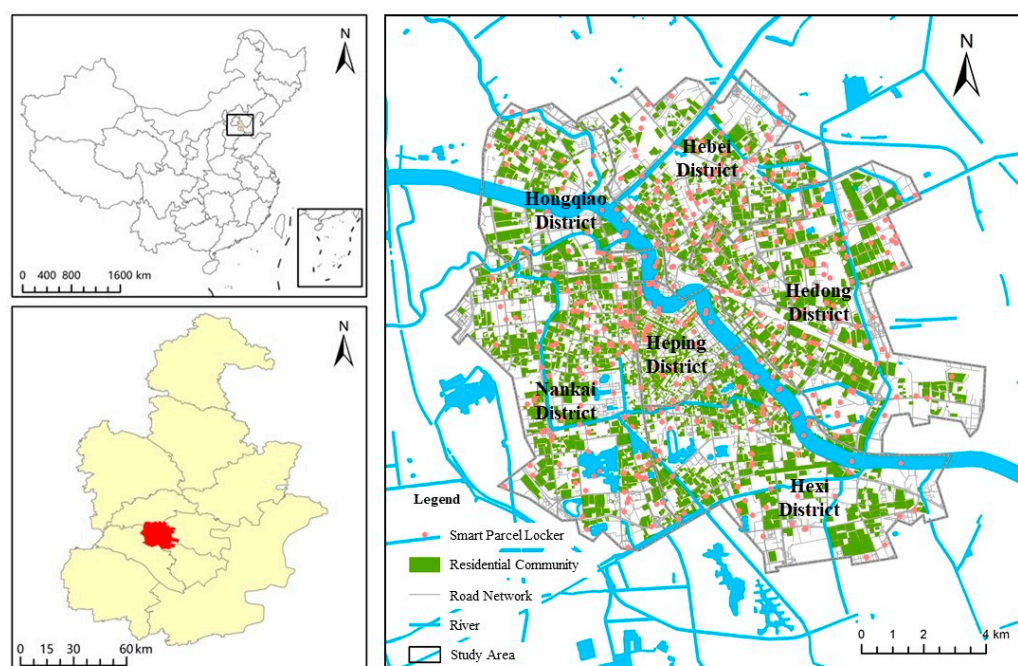 N
0 400 800 1600 km
N
0 15 30 60 km
N
Hebei
District
Hongqiao
District
Hedong
District
Heping
District
Nankai
District
Hexi
District
Legend
Smart Parcel Locker
Residential Community
Road Network
River
Study Area
0 1 2 4 km